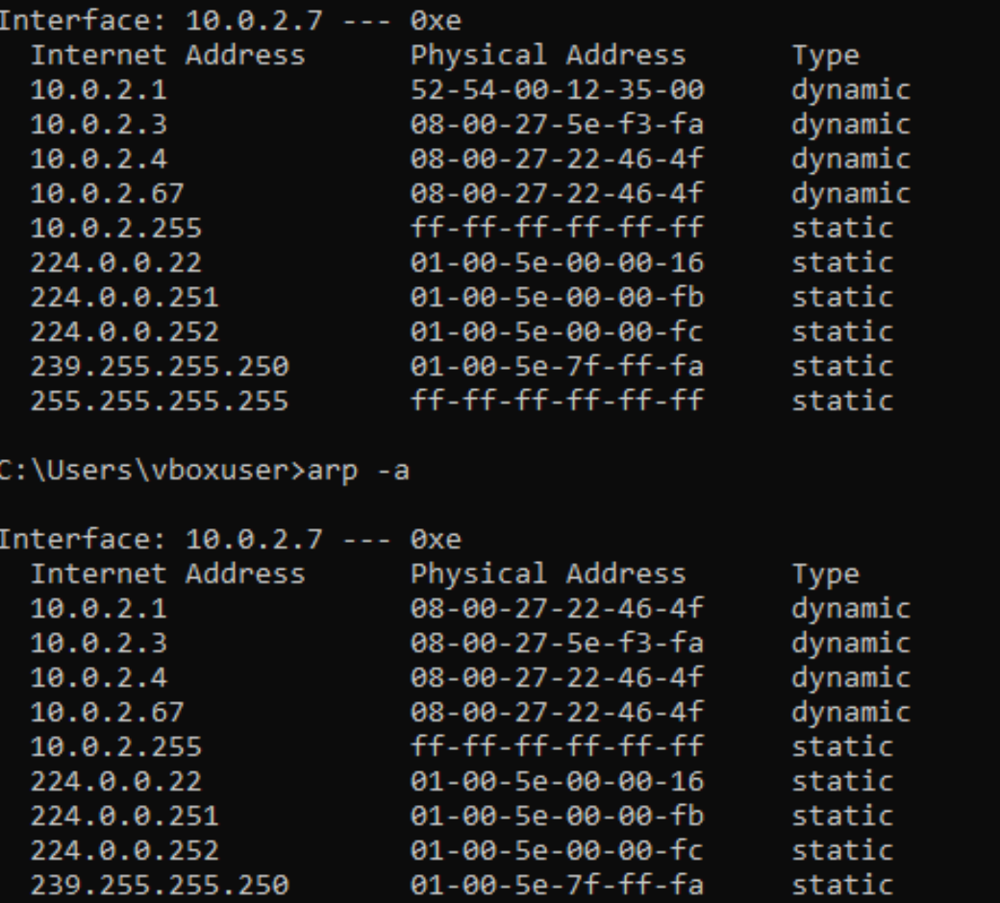 Interface: 10.0.2.7 --- 0xe
Internet Address Physical Address Type
10.0.2.1 52-54-00-12-35-00 dynamic
10.0.2.3 08-00-27-5e-f3-fa dynamic
10.0.2.4 08-00-27-22-46-4f dynamic
10.0.2.67 08-00-27-22-46-4f dynamic
10.0.2.255 ff-ff-ff-ff-ff-ff static
224.0.0.22 01-00-5e-00-00-16 static
224.0.0.251 01-00-5e-00-00-fb static
224.0.0.252 01-00-5e-00-00-fc static
239.255.255.250 01-00-5e-7f-ff-fa static
255.255.255.255 ff-ff-ff-ff-ff-ff static
C:\Users\vboxuser>arp -a
Interface: 10.0.2.7 --- 0xe
Internet Address Physical Address Type
10.0.2.1 08-00-27-22-46-4f dynamic
10.0.2.3 08-00-27-5e-f3-fa dynamic
10.0.2.4 08-00-27-22-46-4f dynamic
10.0.2.67 08-00-27-22-46-4f dynamic
10.0.2.255 ff-ff-ff-ff-ff-ff static
224.0.0.22 01-00-5e-00-00-16 static
224.0.0.251 01-00-5e-00-00-fb static
224.0.0.252 01-00-5e-00-00-fc static
239.255.255.250 01-00-5e-7f-ff-fa static